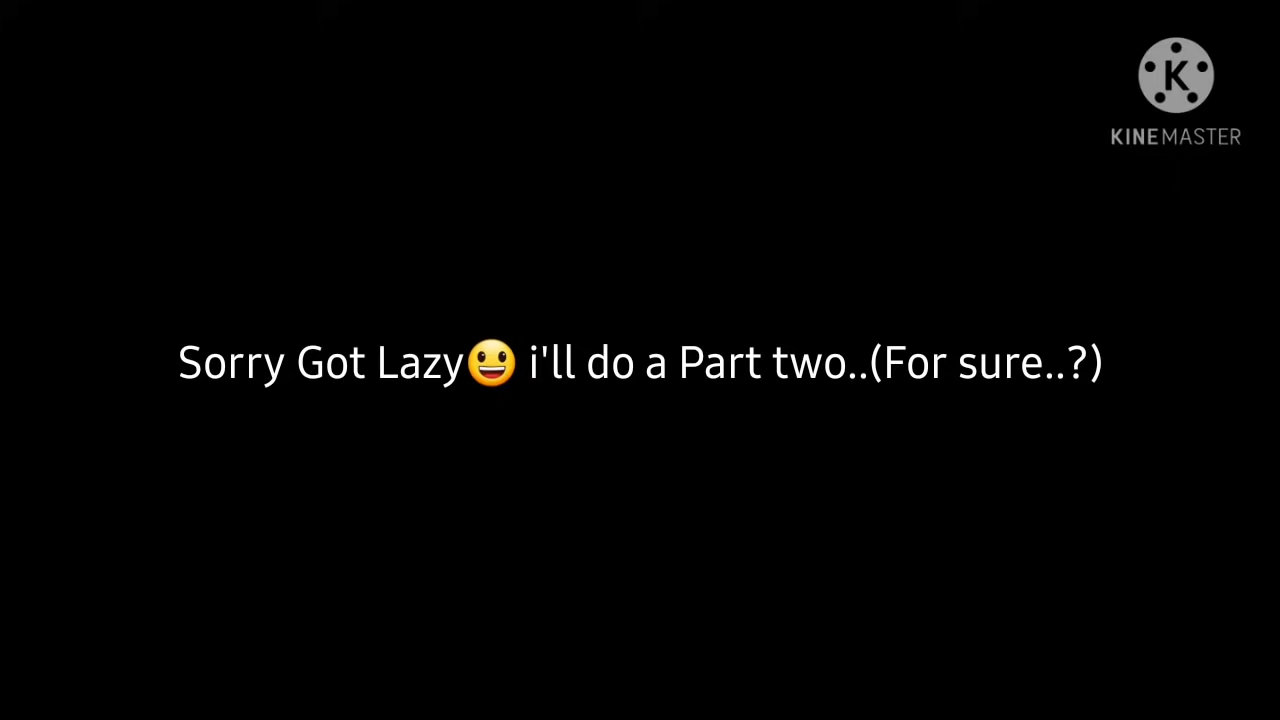 K
KINEMASTER
Sorry Got Lazy😃 i'll do a Part two..(For sure..?)